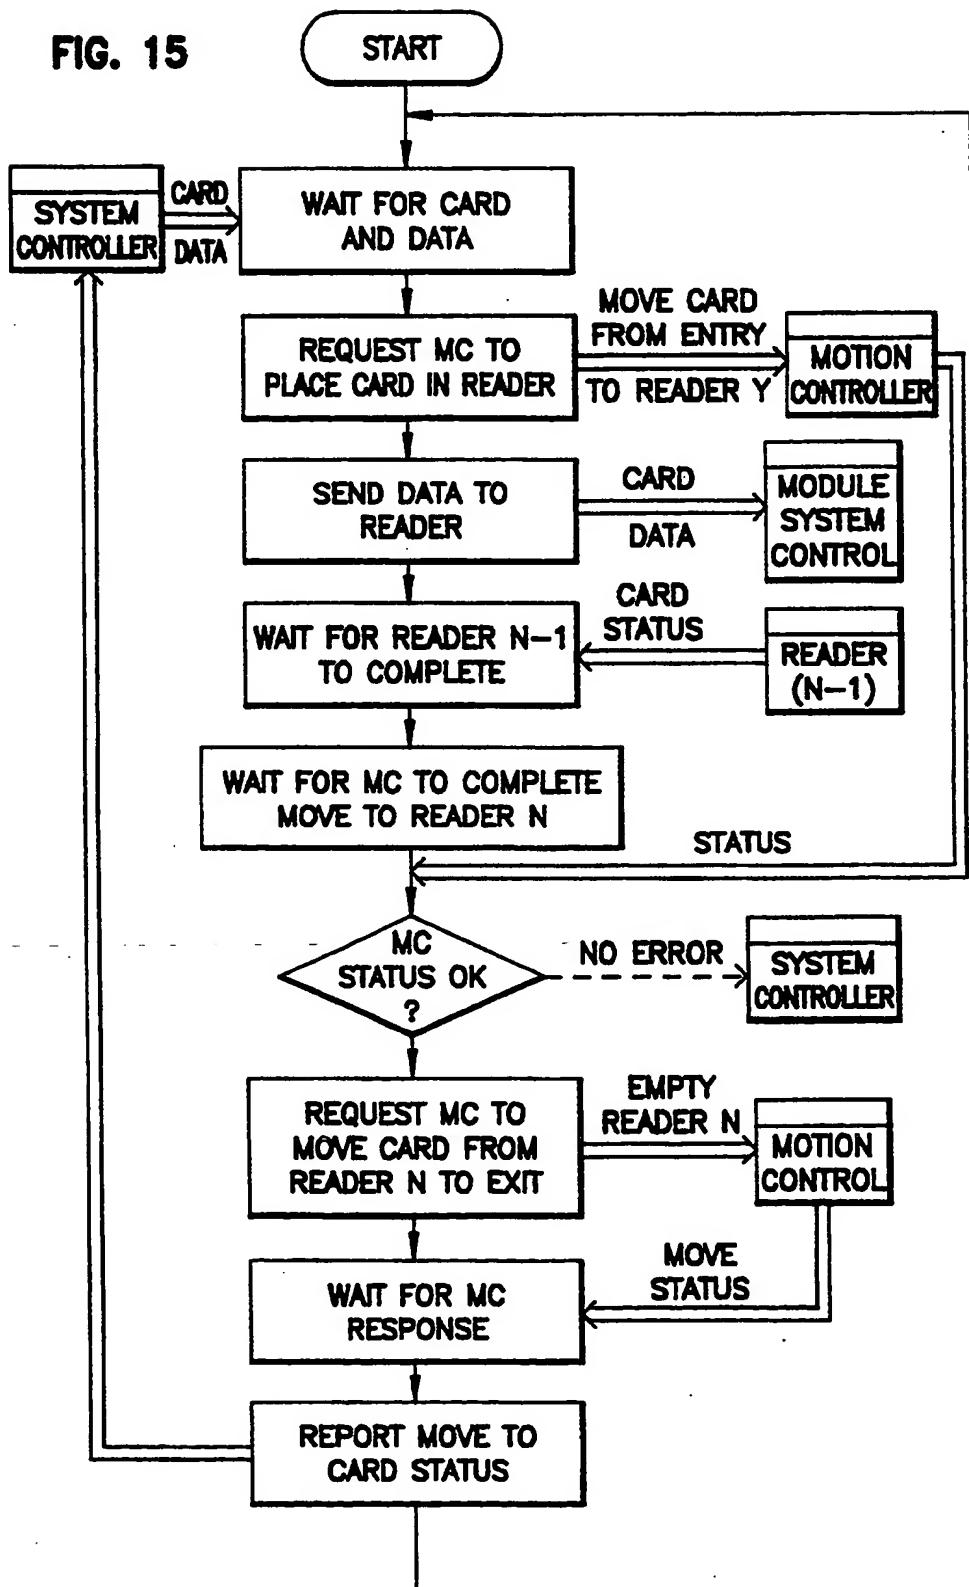 FIG. 15
START
SYSTEM
CONTROLLER
CARD
DATA
WAIT FOR CARD
AND DATA
REQUEST MC TO
PLACE CARD IN READER
MOVE CARD
FROM ENTRY
TO READER Y
MOTION
CONTROLLER
SEND DATA TO
READER
CARD
DATA
MODULE
SYSTEM
CONTROL
WAIT FOR READER N-1
TO COMPLETE
CARD
STATUS
READER
(N-1)
WAIT FOR MC TO COMPLETE
MOVE TO READER N
STATUS
MC
STATUS OK
?
NO ERROR
SYSTEM
CONTROLLER
REQUEST MC TO
MOVE CARD FROM
READER N TO EXIT
EMPTY
READER N
MOTION
CONTROL
WAIT FOR MC
RESPONSE
MOVE
STATUS
REPORT MOVE TO
CARD STATUS